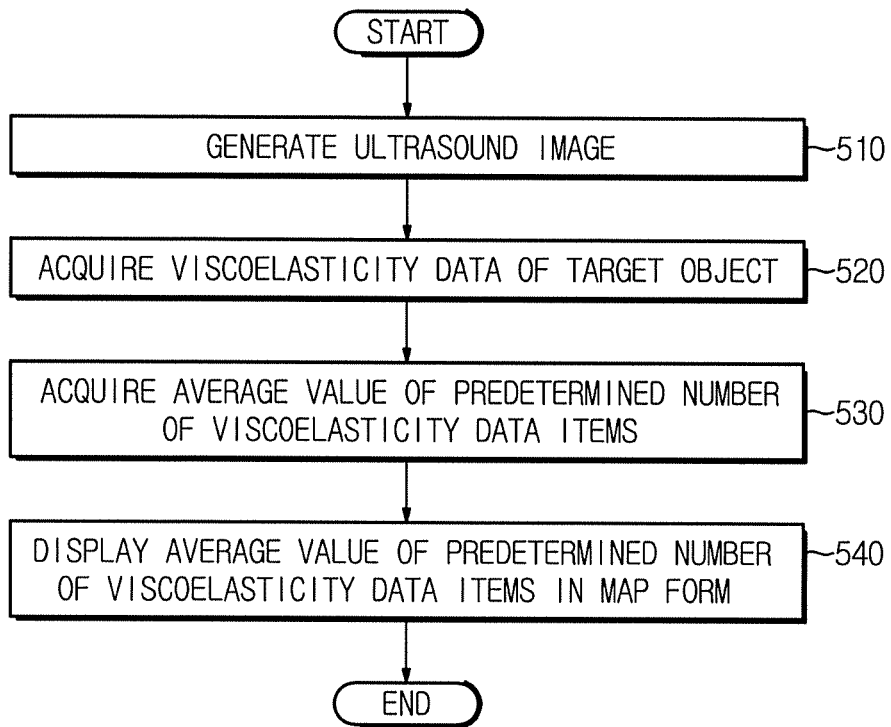 START
GENERATE ULTRASOUND IMAGE
510
ACQUIRE VISCOELASTICITY DATA OF TARGET OBJECT
520
ACQUIRE AVERAGE VALUE OF PREDETERMINED NUMBER
OF VISCOELASTICITY DATA ITEMS
530
DISPLAY AVERAGE VALUE OF PREDETERMINED NUMBER
OF VISCOELASTICITY DATA ITEMS IN MAP FORM
540
END